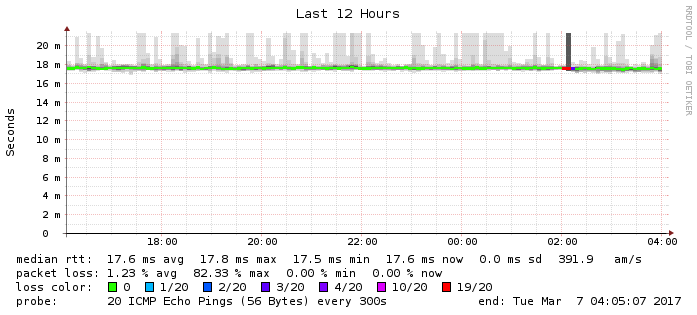 Last 12 Hours
RRDTOOL / TOBI OETIKER
Seconds
20 m
18 m
16 m
14 m
12 m
10 m
8 m
6 m
4 m
2 m
0
18:00 20:00 22:00 00:00 02:00 04:00
median rtt: 17.6 ms avg 17.8 ms max 17.5 ms min 17.6 ms now 0.0 ms sd 391.9 am/s
packet loss: 1.23 % avg 82.33 % max 0.00 % min 0.00 % now
loss color: 0 1/20 2/20 3/20 4/20 10/20 19/20
probe: 20 ICMP Echo Pings (56 Bytes) every 300s end: Tue Mar 7 04:05:07 2017